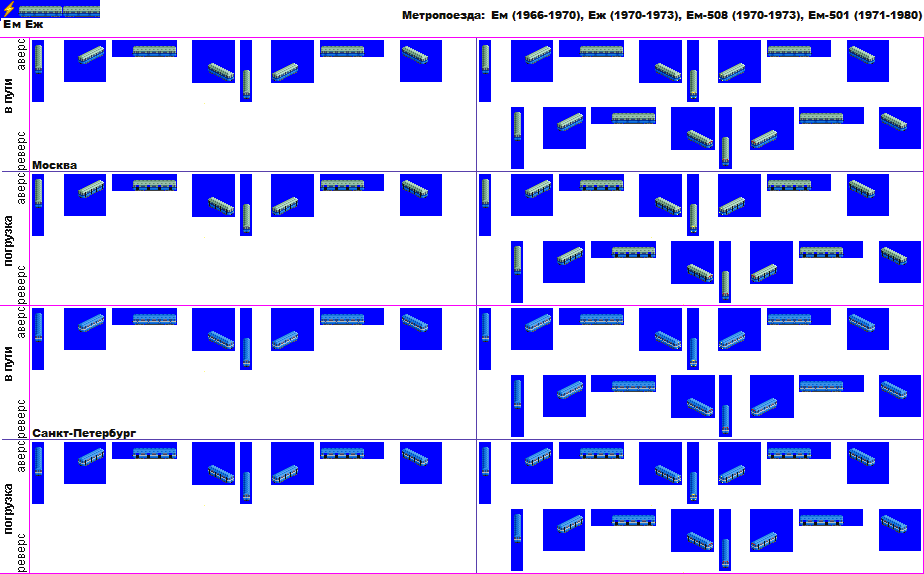 Ем Еж
Метропоезда: Ем (1966-1970), Еж (1970-1973), Ем-508 (1970-1973), Ем-501 (1971-1980)
в пути
аверс
реверс
Москва
погрузка
аверс
реверс
в пути
аверс
реверс
Санкт-Петербург
погрузка
аверс
реверс